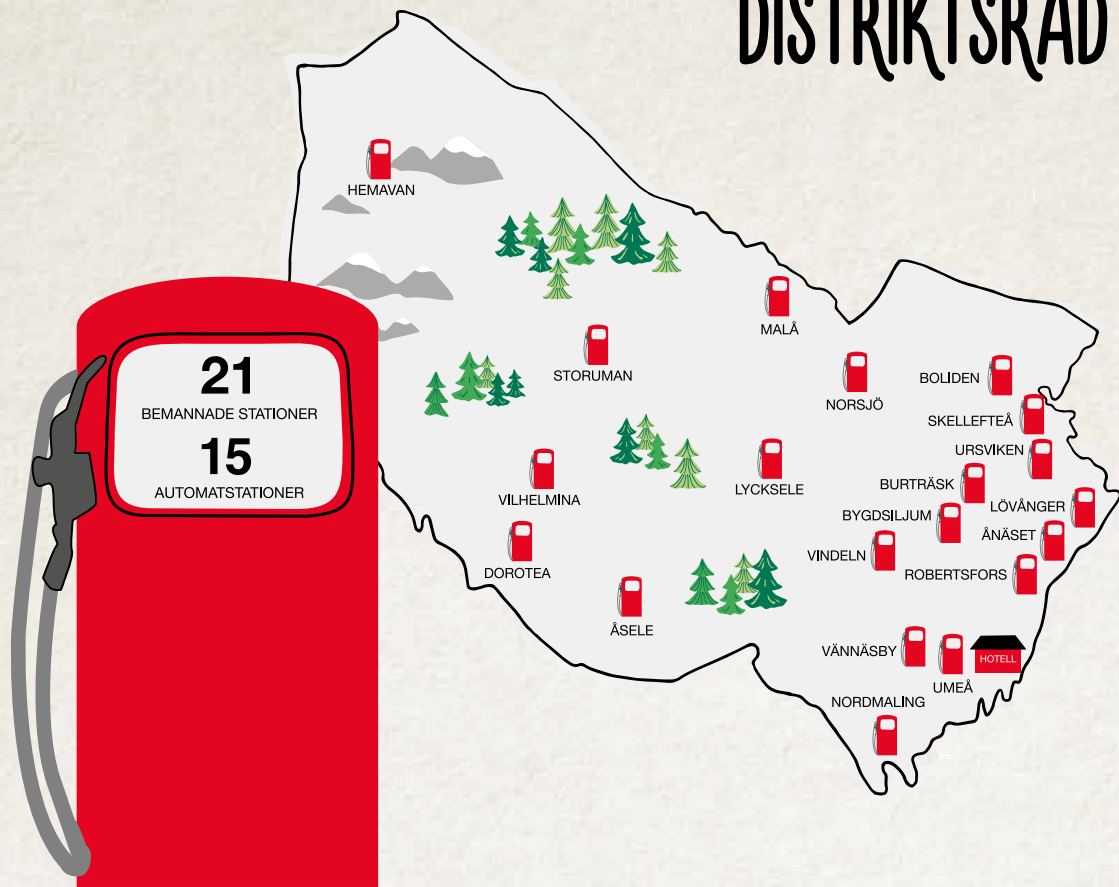 DISTRIKTSRÅD
HEMAVAN
MALÅ
STORUMAN
NORSJÖ
BOLIDEN
SKELLEFTEÅ
URSVIKEN
21
BEMANNADE STATIONER
15
AUTOMATSTATIONER
VILHELMINA
LYCKSELE
BURTRÄSK
LÖVÅNGER
BYGDSILJUM
ÅNÄSET
VINDELN
DOROTEA
ROBERTSFORS
ÅSELE
VÄNNÄSBY
HOTELL
UMEÅ
NORDMALING